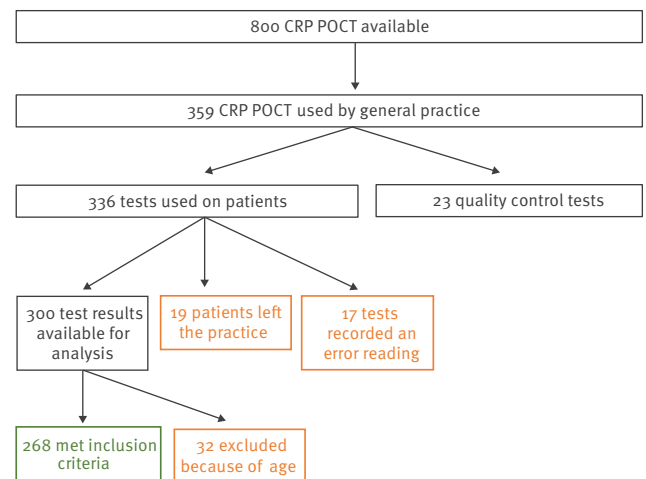 800 CRP POCT available
359 CRP POCT used by general practice
336 tests used on patients
23 quality control tests
300 test results
available for
analysis
19 patients left
the practice
17 tests
recorded an
error reading
268 met inclusion
criteria
32 excluded
because of age